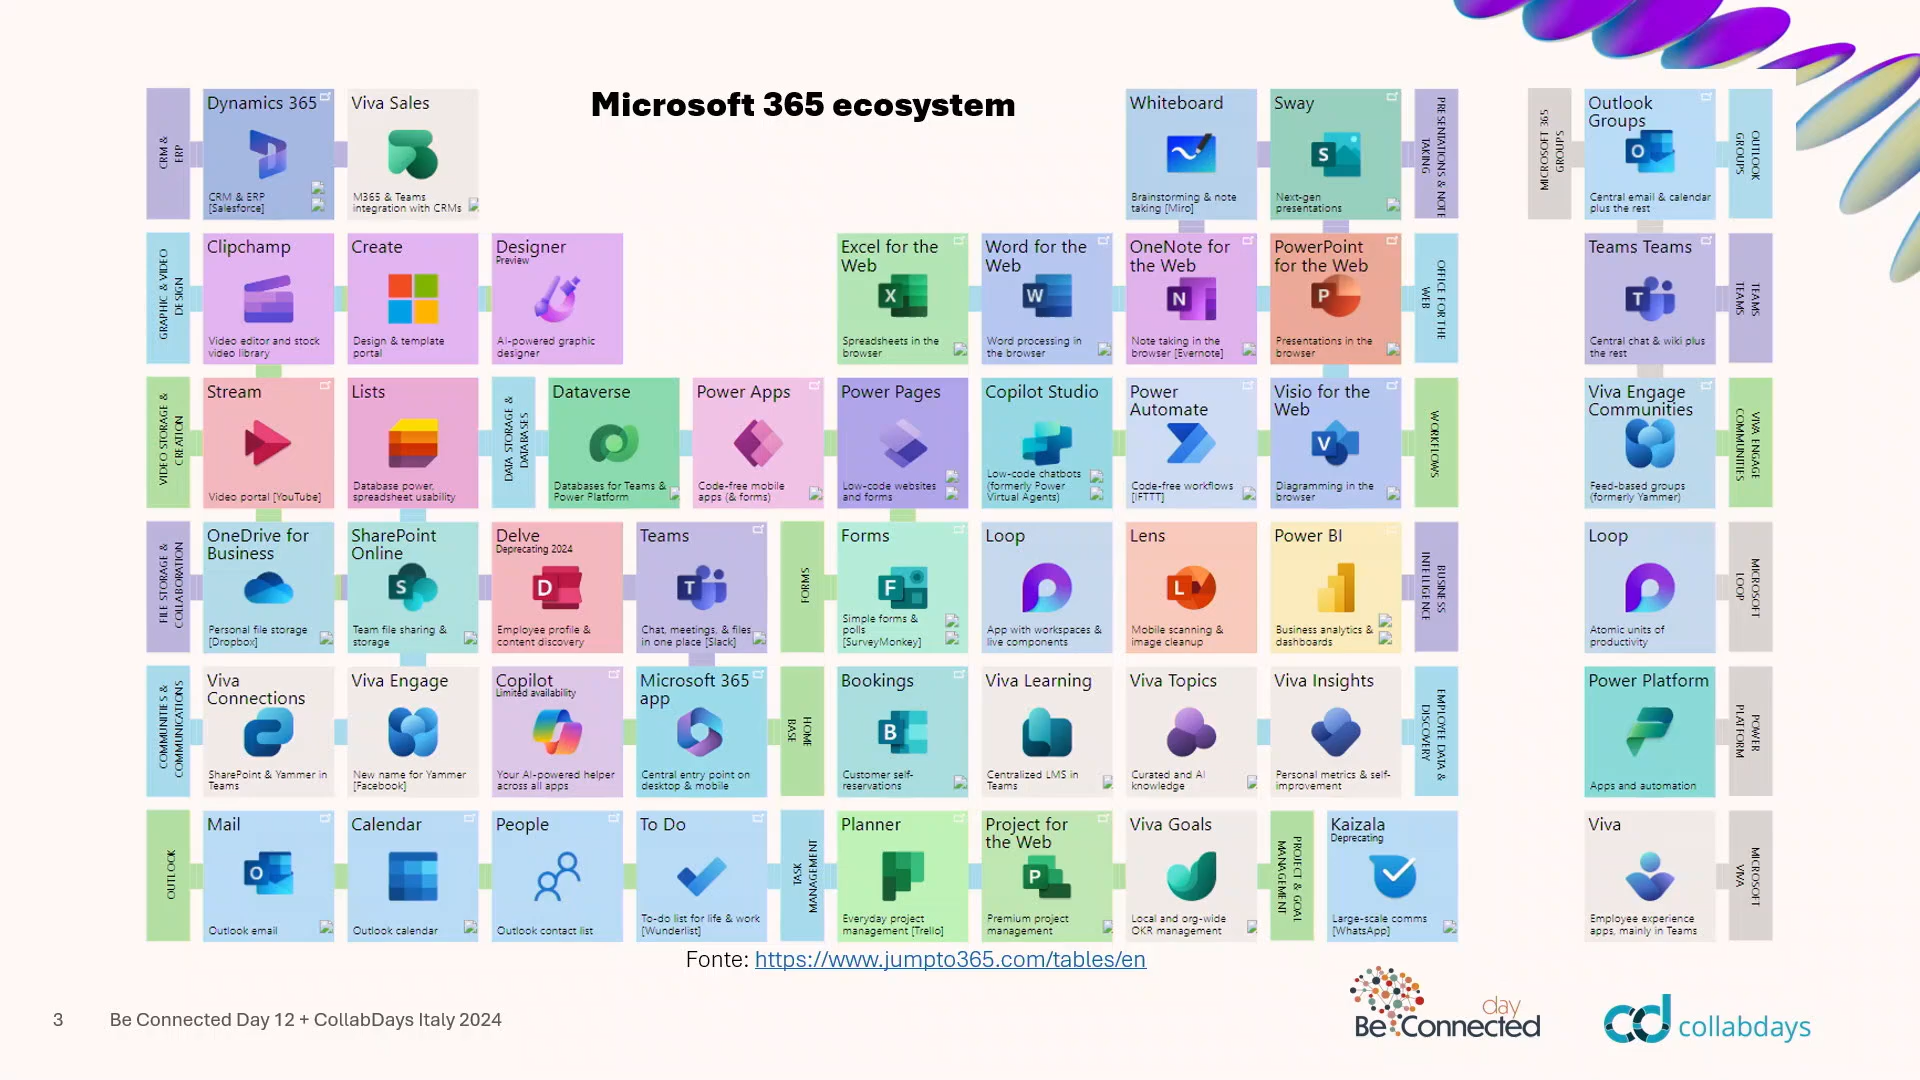 Microsoft 365 ecosystem
CRM &
ERP
Dynamics 365
CRM & ERP
[Salesforce]
Viva Sales
M365 & Teams
integration with CRMs
Whiteboard
Brainstorming & note
taking [Miro]
Sway
Next-gen
presentations
PRESENTATIONS & NOTE
TAKING
MICROSOFT 365
GROUPS
Outlook
Groups
Central email & calendar
plus the rest
OUTLOOK
GROUPS
GRAPHIC & VIDEO
DESIGN
Clipchamp
Video editor and stock
video library
Create
Design & template
portal
Designer
Preview
AI-powered graphic
designer
Excel for the
Web
Spreadsheets in the
browser
Word for the
Web
Word processing in
the browser
OneNote for
the Web
Note taking in the
browser [Evernote]
PowerPoint
for the Web
Presentations in the
browser
OFFICE FOR THE
WEB
Teams Teams
Central chat & wiki plus
the rest
TEAMS
TEAMS
VIDEO STORAGE &
CREATION
Stream
Video portal [YouTube]
Lists
Database power,
spreadsheet usability
DATA STORAGE &
DATABASES
Dataverse
Databases for Teams &
Power Platform
Power Apps
Code-free mobile
apps (& forms)
Power Pages
Low-code websites
and forms
Copilot Studio
Low-code chatbots
(formerly Power
Virtual Agents)
Power
Automate
Code-free workflows
[IFTTT]
Visio for the
Web
Diagramming in the
browser
WORKFLOWS
Viva Engage
Communities
Feed-based groups
(formerly Yammer)
VIVA ENGAGE
COMMUNITIES
FILE STORAGE &
COLLABORATION
OneDrive for
Business
Personal file storage
[Dropbox]
SharePoint
Online
Team file sharing &
storage
Delve
Deprecating 2024
Employee profile &
content discovery
Teams
Chat, meetings, & files
in one place [Slack]
FORMS
Forms
Simple forms &
polls
[SurveyMonkey]
Loop
App with workspaces &
live components
Lens
Mobile scanning &
image cleanup
Power BI
Business analytics &
dashboards
BUSINESS
INTELLIGENCE
Loop
Atomic units of
productivity
MICROSOFT
LOOP
COMMUNITIES &
COMMUNICATIONS
Viva
Connections
SharePoint & Yammer in
Teams
Viva Engage
New name for Yammer
[Facebook]
Copilot
Limited availability
Your AI-powered helper
across all apps
Microsoft 365
app
Central entry point on
desktop & mobile
HOME
BASE
Bookings
Customer self-
reservations
Viva Learning
Centralized LMS in
Teams
Viva Topics
Curated and AI
knowledge
Viva Insights
Personal metrics & self-
improvement
EMPLOYEE DATA &
DISCOVERY
Power Platform
Apps and automation
POWER
PLATFORM
OUTLOOK
Mail
Outlook email
Calendar
Outlook calendar
People
Outlook contact list
To Do
To-do list for life & work
[Wunderlist]
TASK
MANAGEMENT
Planner
Everyday project
management [Trello]
Project for
the Web
Premium project
management
Viva Goals
Local and org-wide
OKR management
PROJECT & GOAL
MANAGEMENT
Kaizala
Deprecating
Large-scale comms
[WhatsApp]
Viva
Employee experience
apps, mainly in Teams
MICROSOFT
VIVA
Fonte: https://www.jumpto365.com/tables/en
3
Be Connected Day 12 + CollabDays Italy 2024
day
Be Connected
cd collabdays